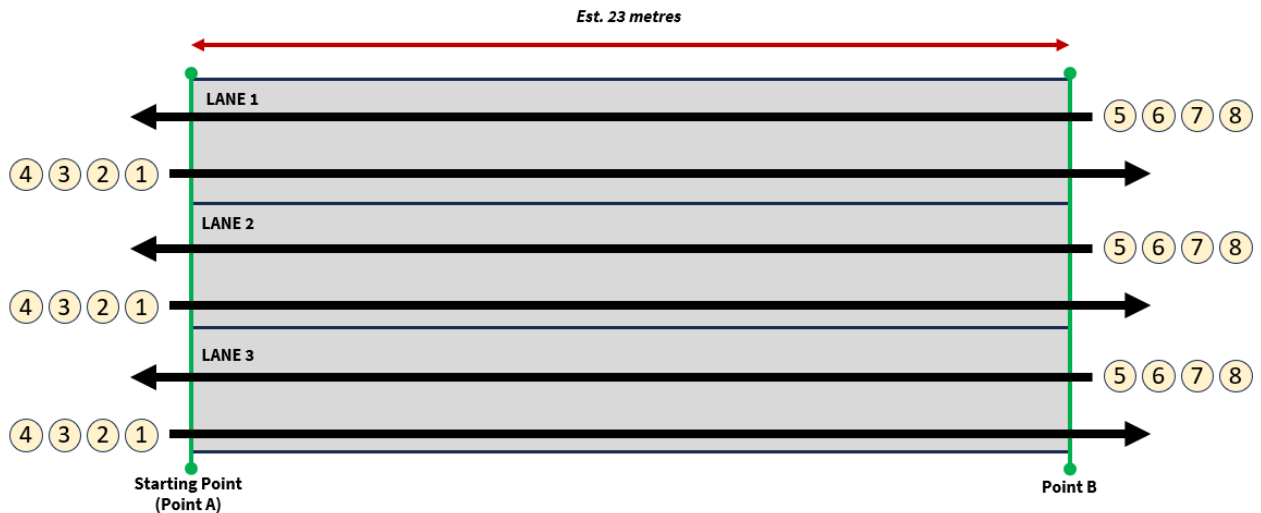 Est. 23 metres
LANE 1
5 6 7 8
4 3 2 1
LANE 2
5 6 7 8
4 3 2 1
LANE 3
5 6 7 8
4 3 2 1
Starting Point
(Point A)
Point B